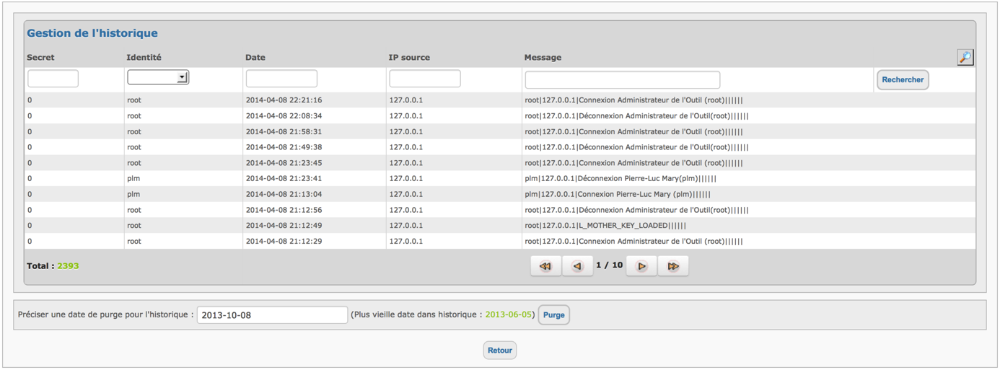 Gestion de l'historique
Secret Identité Date IP source Message
Rechercher
0 root 2014-04-08 22:21:16 127.0.0.1 root|127.0.0.1|Connexion Administrateur de l'Outil (root)||||||
0 root 2014-04-08 22:08:34 127.0.0.1 root|127.0.0.1|Déconnexion Administrateur de l'Outil(root)||||||
0 root 2014-04-08 21:58:31 127.0.0.1 root|127.0.0.1|Connexion Administrateur de l'Outil (root)||||||
0 root 2014-04-08 21:49:38 127.0.0.1 root|127.0.0.1|Déconnexion Administrateur de l'Outil(root)||||||
0 root 2014-04-08 21:23:45 127.0.0.1 root|127.0.0.1|Connexion Administrateur de l'Outil (root)||||||
0 plm 2014-04-08 21:23:41 127.0.0.1 plm|127.0.0.1|Déconnexion Pierre-Luc Mary(plm)||||||
0 plm 2014-04-08 21:13:04 127.0.0.1 plm|127.0.0.1|Connexion Pierre-Luc Mary (plm)||||||
0 root 2014-04-08 21:12:56 127.0.0.1 root|127.0.0.1|Déconnexion Administrateur de l'Outil(root)||||||
0 root 2014-04-08 21:12:49 127.0.0.1 root|127.0.0.1|L_MOTHER_KEY_LOADED||||||
0 root 2014-04-08 21:12:29 127.0.0.1 root|127.0.0.1|Connexion Administrateur de l'Outil (root)||||||
Total : 2393 1 / 10
Préciser une date de purge pour l'historique : 2013-10-08 (Plus vieille date dans historique : 2013-06-05) Purge
Retour